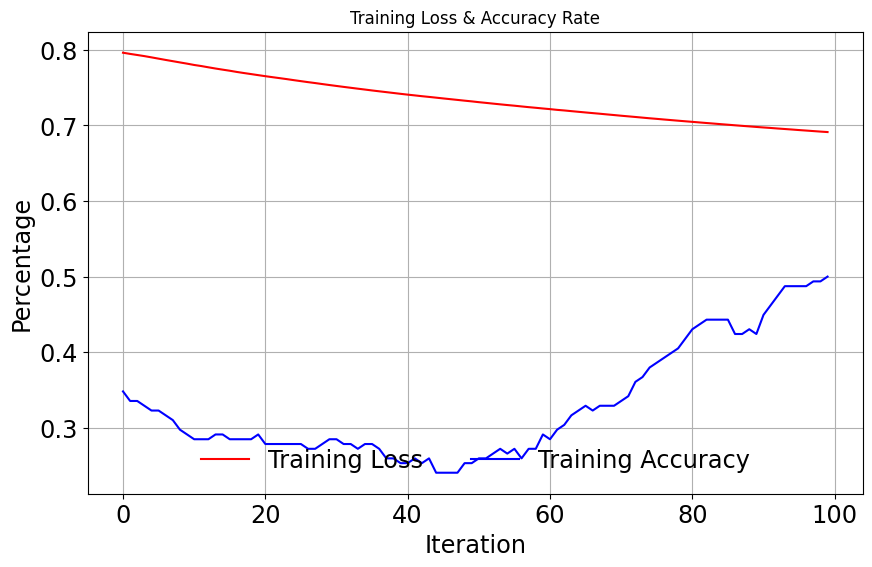 Training Loss & Accuracy Rate
0.8
0.7
0.6
0.5
0.4
0.3
Percentage
Training Loss Training Accuracy
0 20 40 60 80 100
Iteration